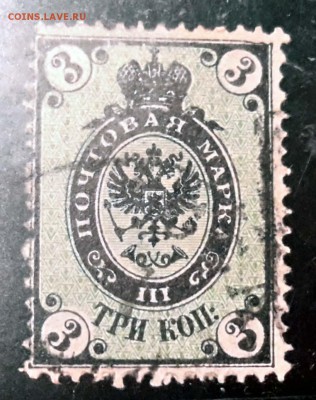 COINS.LAVE.RU
3 3
ПОЧТОВАЯ МАРКА
III
ТРИ КОП:
3 3